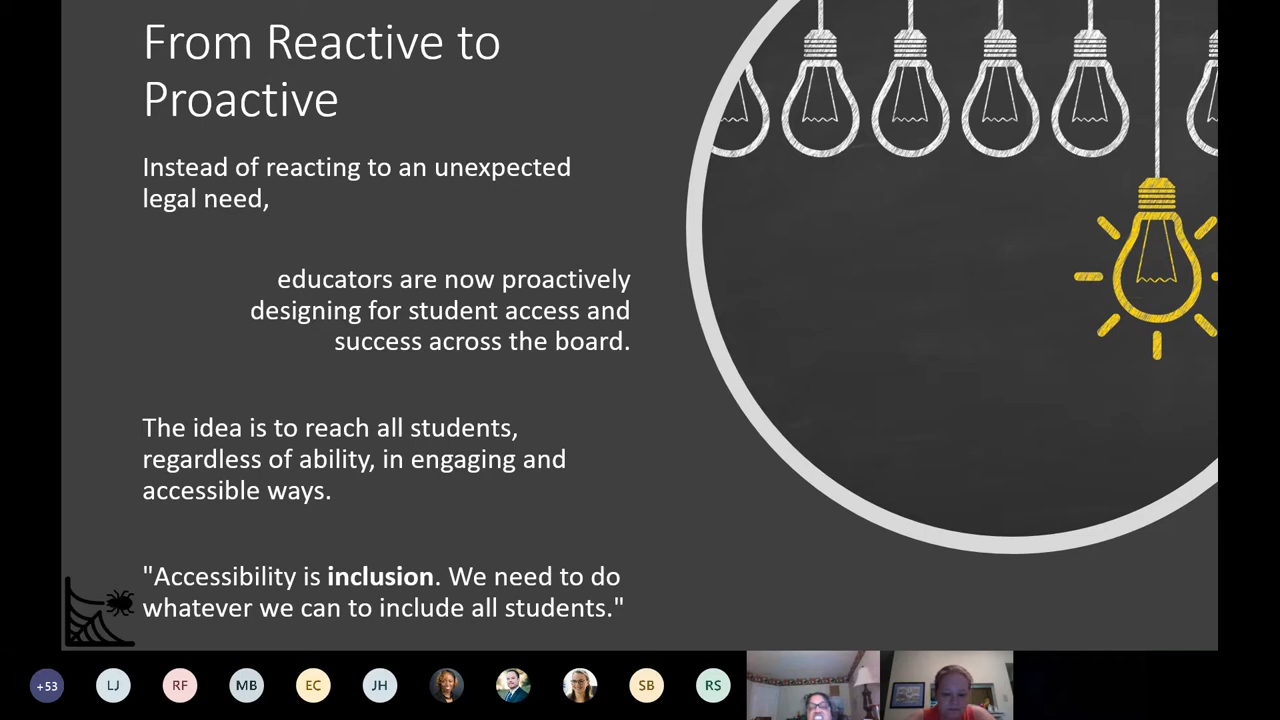 From Reactive to
Proactive
Instead of reacting to an unexpected
legal need,
educators are now proactively
designing for student access and
success across the board.
The idea is to reach all students,
regardless of ability, in engaging and
accessible ways.
"Accessibility is inclusion. We need to do
whatever we can to include all students."
+53 LJ RF MB EC JH SB RS